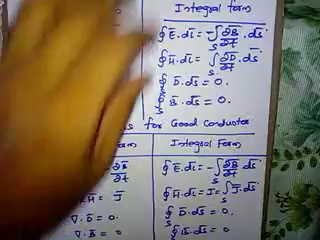 Integral Form
∮ Ē.dl̄ = -∫ₛ ∂B̄/∂t .ds̄
∮ H̄.dl̄ = ∫ₛ ∂D̄/∂t .ds̄
∮ₛ D̄.ds̄ = 0.
∮ₛ B̄.ds̄ = 0.
for Good Conductor
Form Integral Form
∂B̄/∂t ∮ Ē.dl̄ = -∫ₛ ∂B̄/∂t .ds̄
H̄ = J̄ ∮ H̄.dl̄ = I = ∫ₛ J̄.ds̄
∇.D̄ = 0. ∮ₛ D̄.ds̄ = 0.
∇.B̄ = 0 ∮ₛ B̄.ds̄ = 0